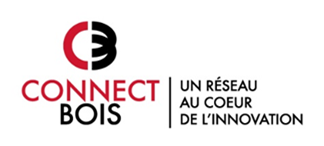 CONNECT
BOIS
UN RÉSEAU
AU COEUR
DE L'INNOVATION